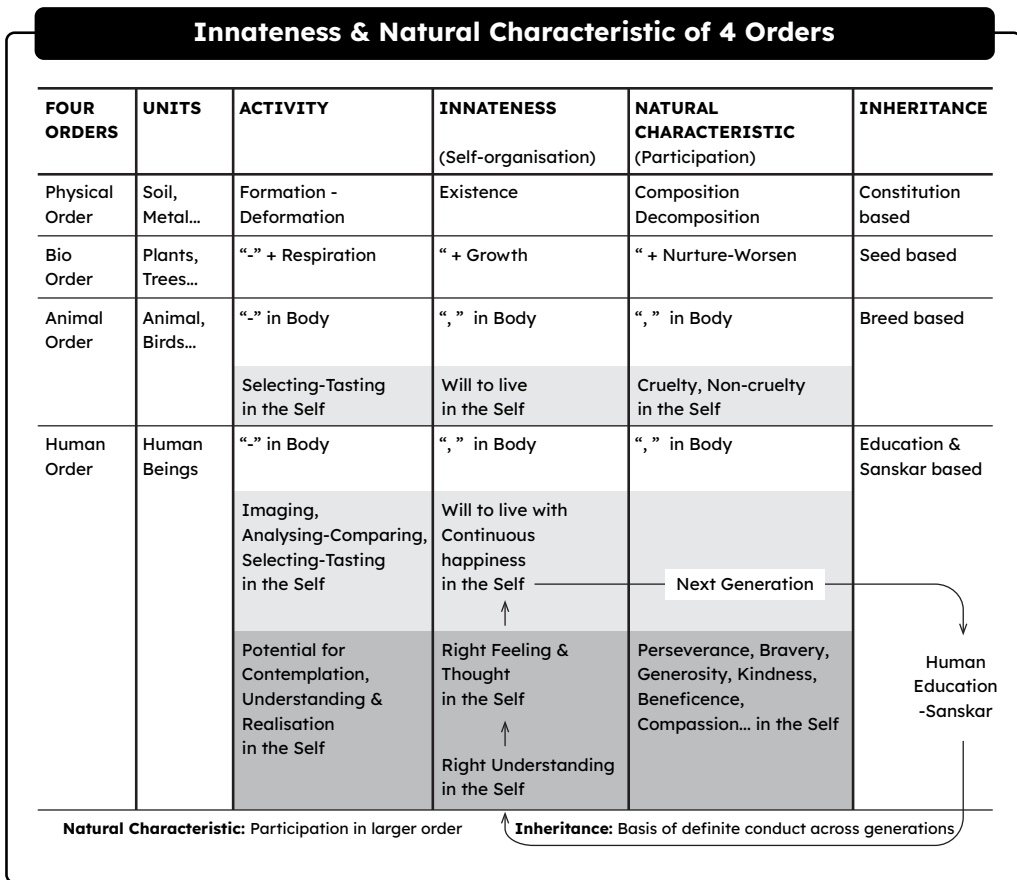 Innateness & Natural Characteristic of 4 Orders
FOUR
ORDERS
UNITS
ACTIVITY
INNATENESS
(Self-organisation)
NATURAL
CHARACTERISTIC
(Participation)
INHERITANCE
Physical
Order
Soil,
Metal...
Formation -
Deformation
Existence
Composition
Decomposition
Constitution
based
Bio
Order
Plants,
Trees...
“-” + Respiration
“ + Growth
“ + Nurture-Worsen
Seed based
Animal
Order
Animal,
Birds...
“-” in Body
“, ” in Body
“, ” in Body
Breed based
Selecting-Tasting
in the Self
Will to live
in the Self
Cruelty, Non-cruelty
in the Self
Human
Order
Human
Beings
“-” in Body
“, ” in Body
“, ” in Body
Education &
Sanskar based
Imaging,
Analysing-Comparing,
Selecting-Tasting
in the Self
Will to live with
Continuous
happiness
in the Self
Next Generation
Potential for
Contemplation,
Understanding &
Realisation
in the Self
Right Feeling &
Thought
in the Self
Right Understanding
in the Self
Perseverance, Bravery,
Generosity, Kindness,
Beneficence,
Compassion... in the Self
Human
Education
-Sanskar
Natural Characteristic: Participation in larger order
Inheritance: Basis of definite conduct across generations